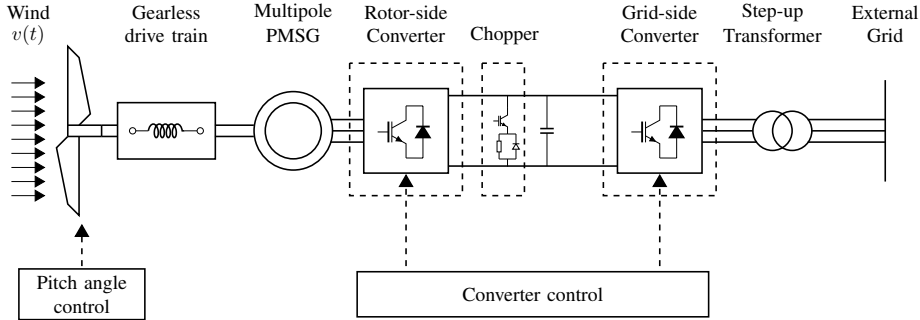 Wind
v(t)
Gearless
drive train
Multipole
PMSG
Rotor-side
Converter
Chopper
Grid-side
Converter
Step-up
Transformer
External
Grid
Pitch angle
control
Converter control